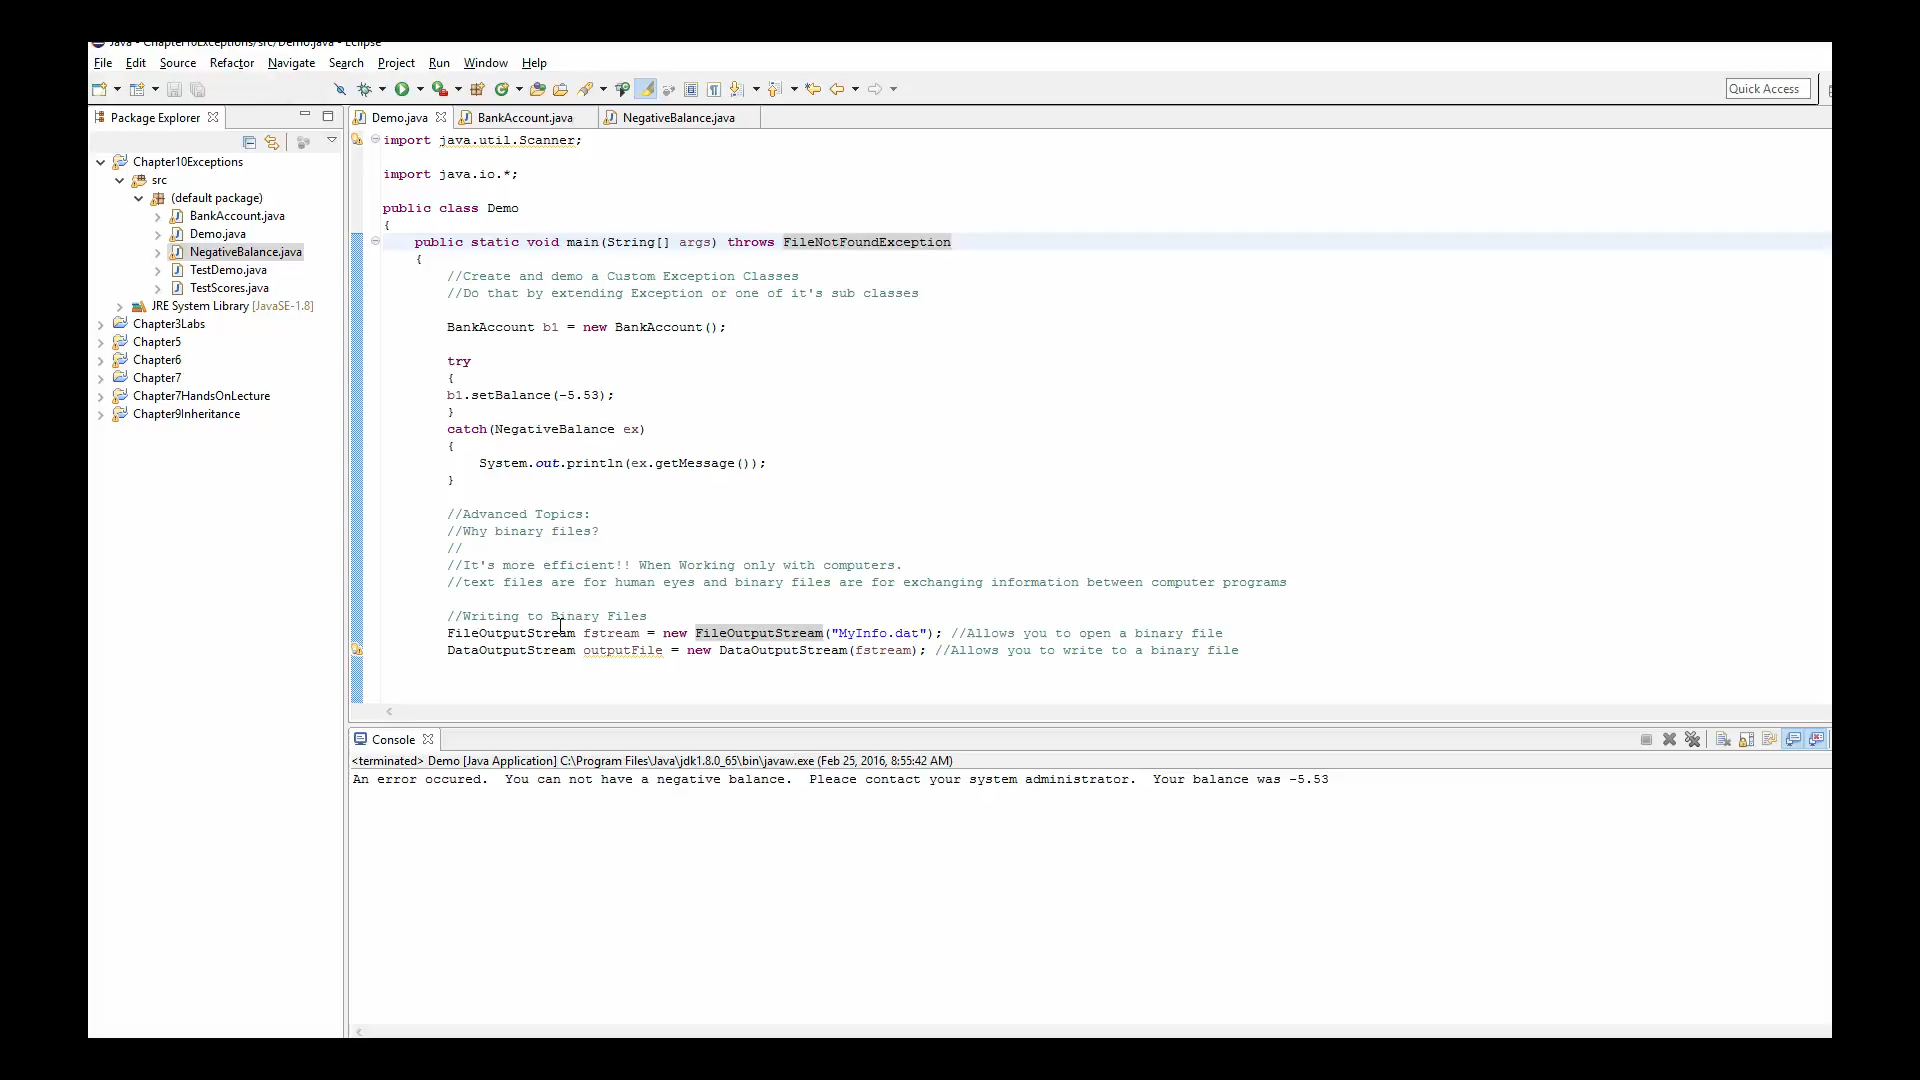 Java - Chapter10Exceptions/src/Demo.java - Eclipse
File Edit Source Refactor Navigate Search Project Run Window Help
Quick Access
Package Explorer
Demo.java BankAccount.java NegativeBalance.java
Chapter10Exceptions
src
(default package)
BankAccount.java
Demo.java
NegativeBalance.java
TestDemo.java
TestScores.java
JRE System Library [JavaSE-1.8]
Chapter3Labs
Chapter5
Chapter6
Chapter7
Chapter7HandsOnLecture
Chapter9Inheritance
import java.util.Scanner;
import java.io.*;
public class Demo
{
public static void main(String[] args) throws FileNotFoundException
{
//Create and demo a Custom Exception Classes
//Do that by extending Exception or one of it's sub classes
BankAccount b1 = new BankAccount();
try
{
b1.setBalance(-5.53);
}
catch(NegativeBalance ex)
{
System.out.println(ex.getMessage());
}
//Advanced Topics:
//Why binary files?
//
//It's more efficient!! When Working only with computers.
//text files are for human eyes and binary files are for exchanging information between computer programs
//Writing to Binary Files
FileOutputStream fstream = new FileOutputStream("MyInfo.dat"); //Allows you to open a binary file
DataOutputStream outputFile = new DataOutputStream(fstream); //Allows you to write to a binary file
Console
<terminated> Demo [Java Application] C:\Program Files\Java\jdk1.8.0_65\bin\javaw.exe (Feb 25, 2016, 8:55:42 AM)
An error occured. You can not have a negative balance. Pleace contact your system administrator. Your balance was -5.53